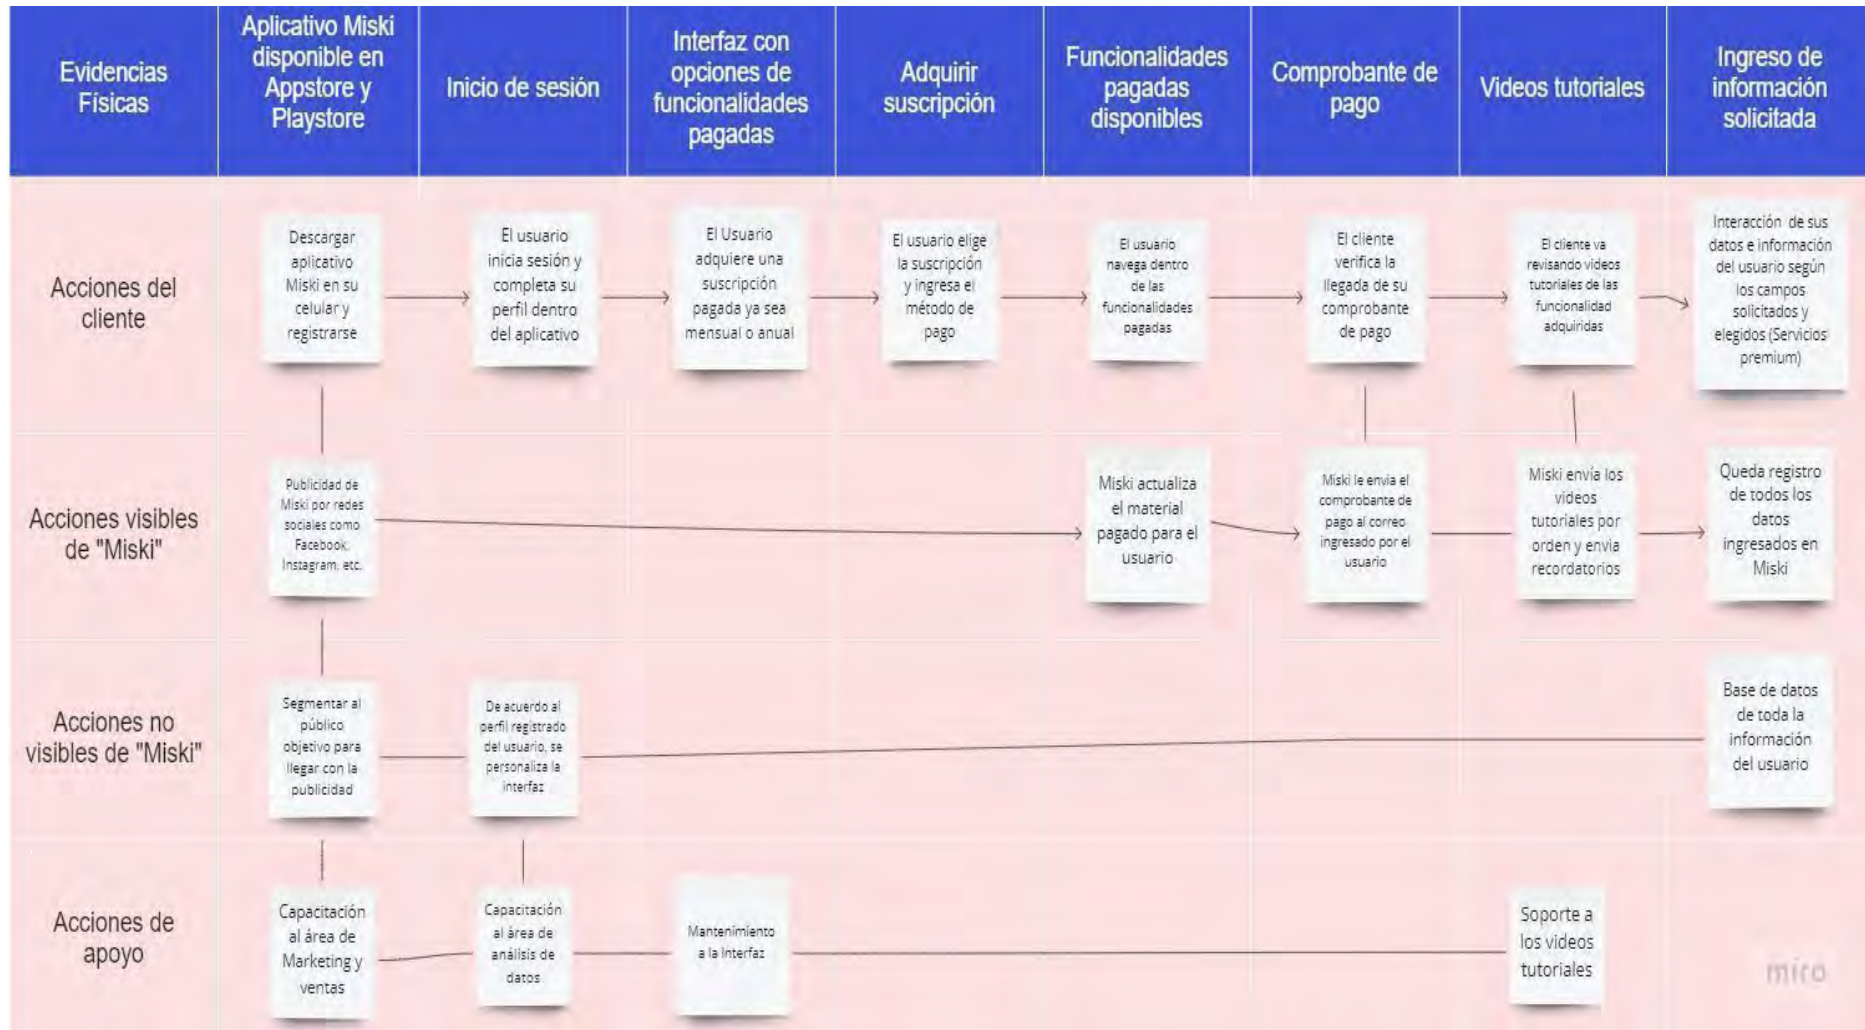 Evidencias
Físicas
Aplicativo Miski
disponible en
Appstore y
Playstore
Inicio de sesión
Interfaz con
opciones de
funcionalidades
pagadas
Adquirir
suscripción
Funcionalidades
pagadas
disponibles
Comprobante de
pago
Videos tutoriales
Ingreso de
información
solicitada
Acciones del
cliente
Descargar
aplicativo
Miski en su
celular y
registrarse
El usuario
inicia sesión y
completa su
perfil dentro
del aplicativo
El Usuario
adquiere una
suscripción
pagada ya sea
mensual o anual
El usuario elige
la suscripción
y ingresa el
método de
pago
El usuario
navega dentro
de las
funcionalidades
pagadas
El cliente
verifica la
llegada de su
comprobante
de pago
El cliente va
revisando videos
tutoriales de las
funcionalidad
adquiridas
Interacción de sus
datos e información
del usuario según
los campos
solicitados y
elegidos (Servicios
premium)
Acciones visibles
de "Miski"
Publicidad de
Miski por redes
sociales como
Facebook,
Instagram, etc.
Miski actualiza
el material
pagado para el
usuario
Miski le envia el
comprobante de
pago al correo
ingresado por el
usuario
Miski envía los
videos
tutoriales por
orden y envia
recordatorios
Queda registro
de todos los
datos
ingresados en
Miski
Acciones no
visibles de "Miski"
Segmentar al
público
objetivo para
llegar con la
publicidad
De acuerdo al
perfil registrado
del usuario, se
personaliza la
interfaz
Base de datos
de toda la
información
del usuario
Acciones de
apoyo
Capacitación
al área de
Marketing y
ventas
Capacitación
al área de
análisis de
datos
Mantenimiento
a la Interfaz
Soporte a
los videos
tutoriales
miro